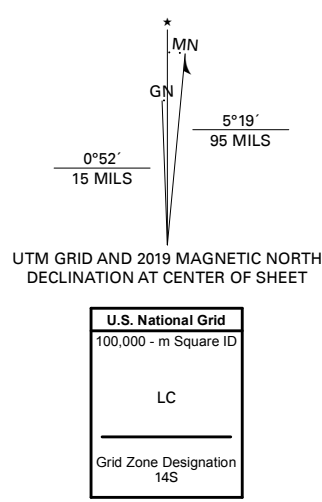 ★
MN
GN
5°19´
95 MILS
0°52´
15 MILS
UTM GRID AND 2019 MAGNETIC NORTH
DECLINATION AT CENTER OF SHEET
U.S. National Grid
100,000 - m Square ID
LC
Grid Zone Designation
14S